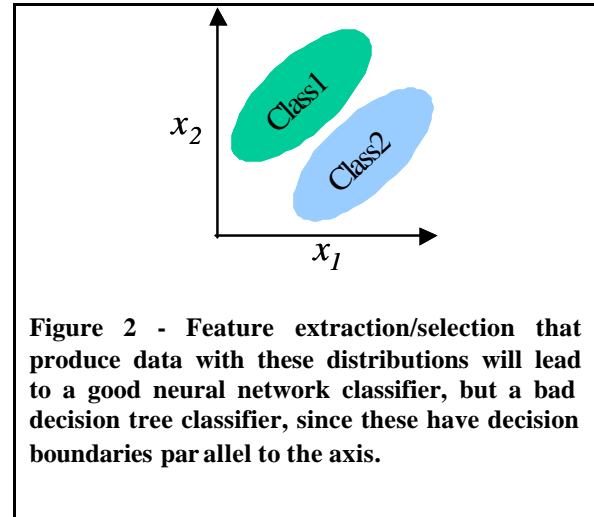 Class1
x2
Class2
x1
Figure 2 - Feature extraction/selection that
produce data with these distributions will lead
to a good neural network classifier, but a bad
decision tree classifier, since these have decision
boundaries par allel to the axis.